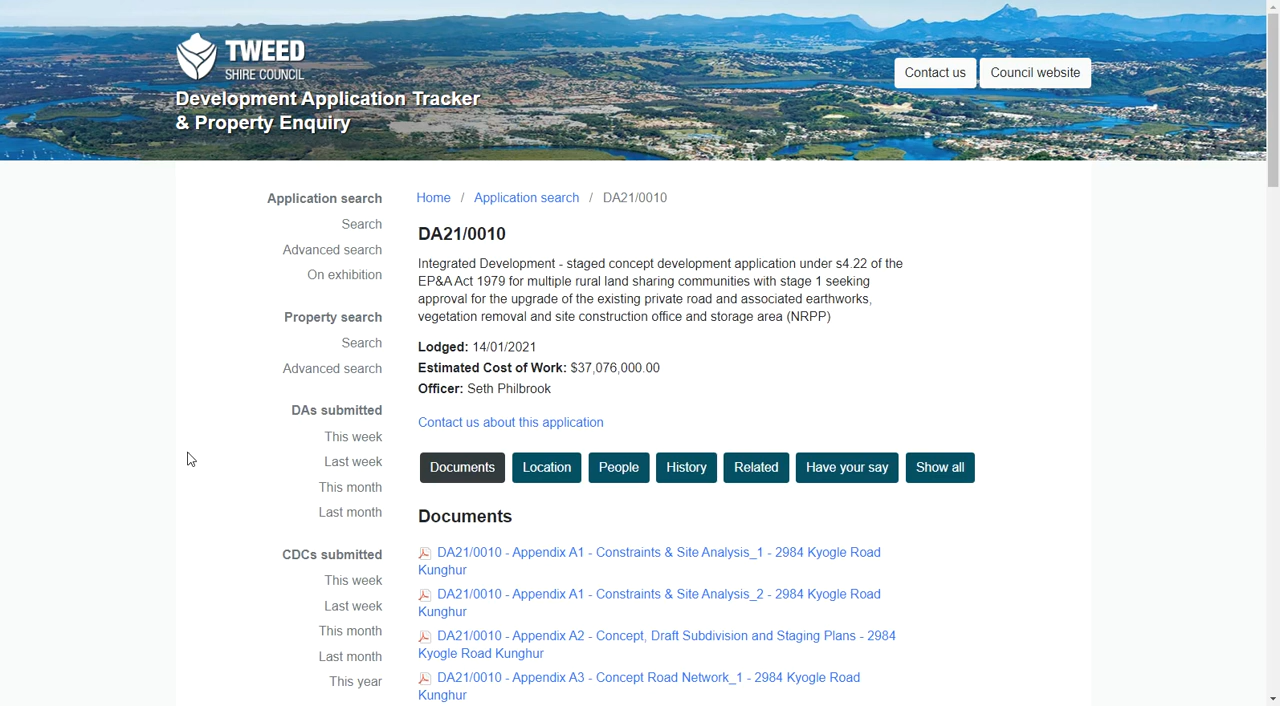 TWEED
SHIRE COUNCIL
Development Application Tracker
& Property Enquiry
Contact us
Council website
Application search
Search
Advanced search
On exhibition
Property search
Search
Advanced search
DAs submitted
This week
Last week
This month
Last month
CDCs submitted
This week
Last week
This month
Last month
This year
Home / Application search / DA21/0010
DA21/0010
Integrated Development - staged concept development application under s4.22 of the
EP&A Act 1979 for multiple rural land sharing communities with stage 1 seeking
approval for the upgrade of the existing private road and associated earthworks,
vegetation removal and site construction office and storage area (NRPP)
Lodged: 14/01/2021
Estimated Cost of Work: $37,076,000.00
Officer: Seth Philbrook
Contact us about this application
Documents Location People History Related Have your say Show all
Documents
DA21/0010 - Appendix A1 - Constraints & Site Analysis_1 - 2984 Kyogle Road
Kunghur
DA21/0010 - Appendix A1 - Constraints & Site Analysis_2 - 2984 Kyogle Road
Kunghur
DA21/0010 - Appendix A2 - Concept, Draft Subdivision and Staging Plans - 2984
Kyogle Road Kunghur
DA21/0010 - Appendix A3 - Concept Road Network_1 - 2984 Kyogle Road
Kunghur